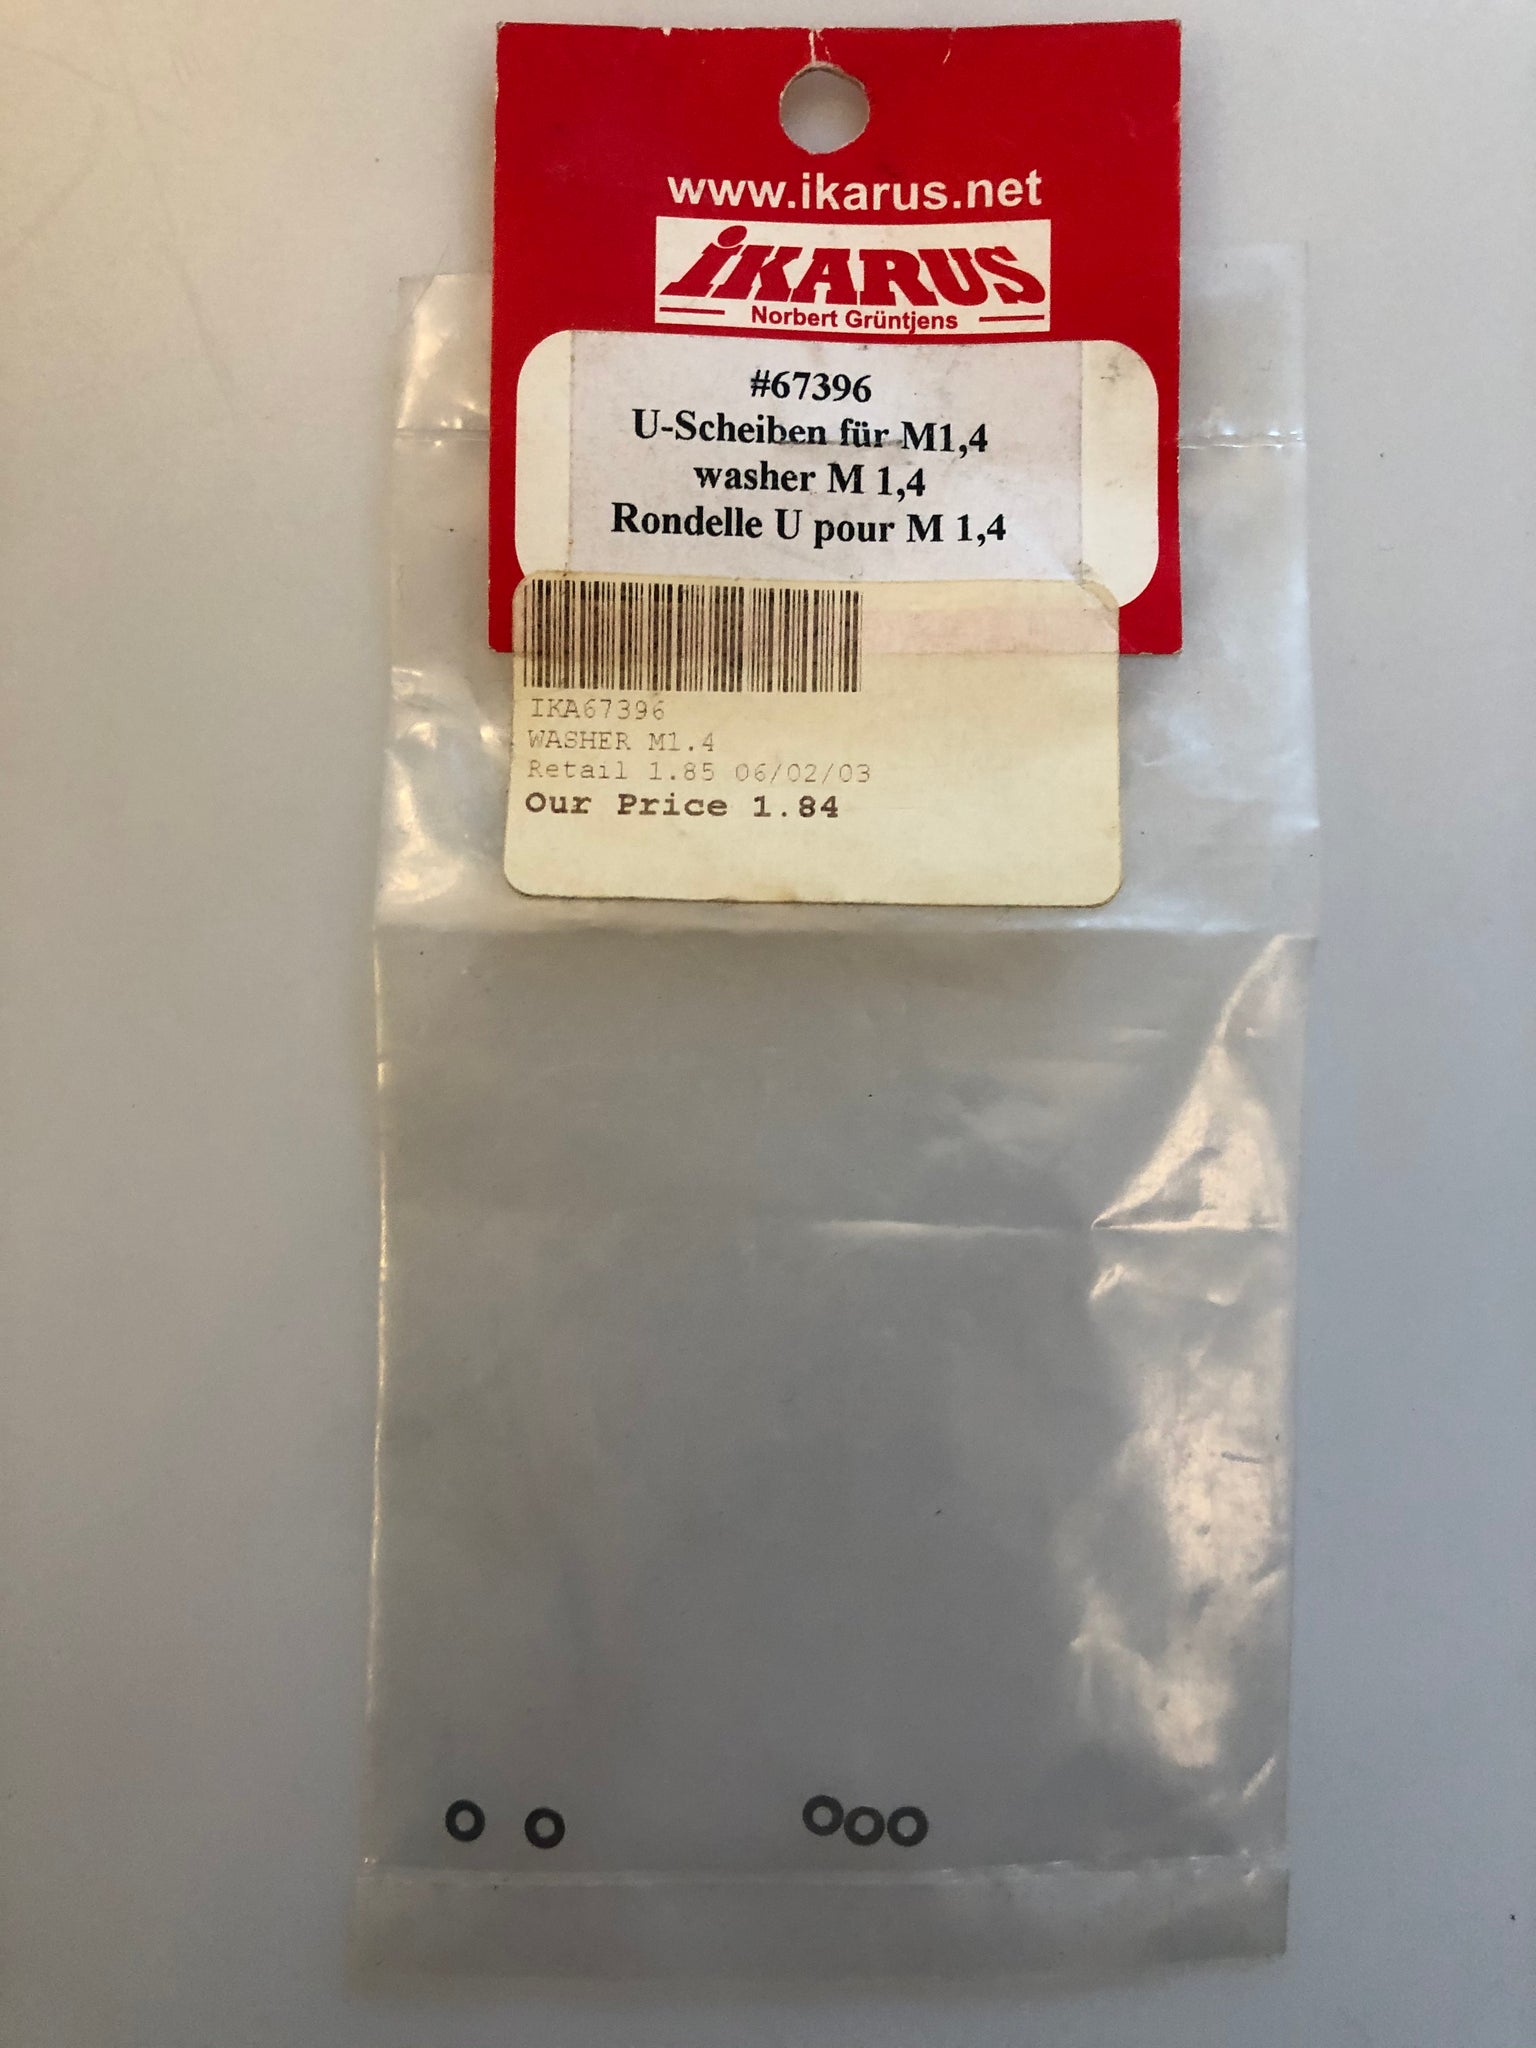 www.ikarus.net
iKARUS
Norbert Grüntjens
#67396
U-Scheiben für M1,4
washer M 1,4
Rondelle U pour M 1,4
IKA67396
WASHER M1.4
Retail 1.85 06/02/03
Our Price 1.84